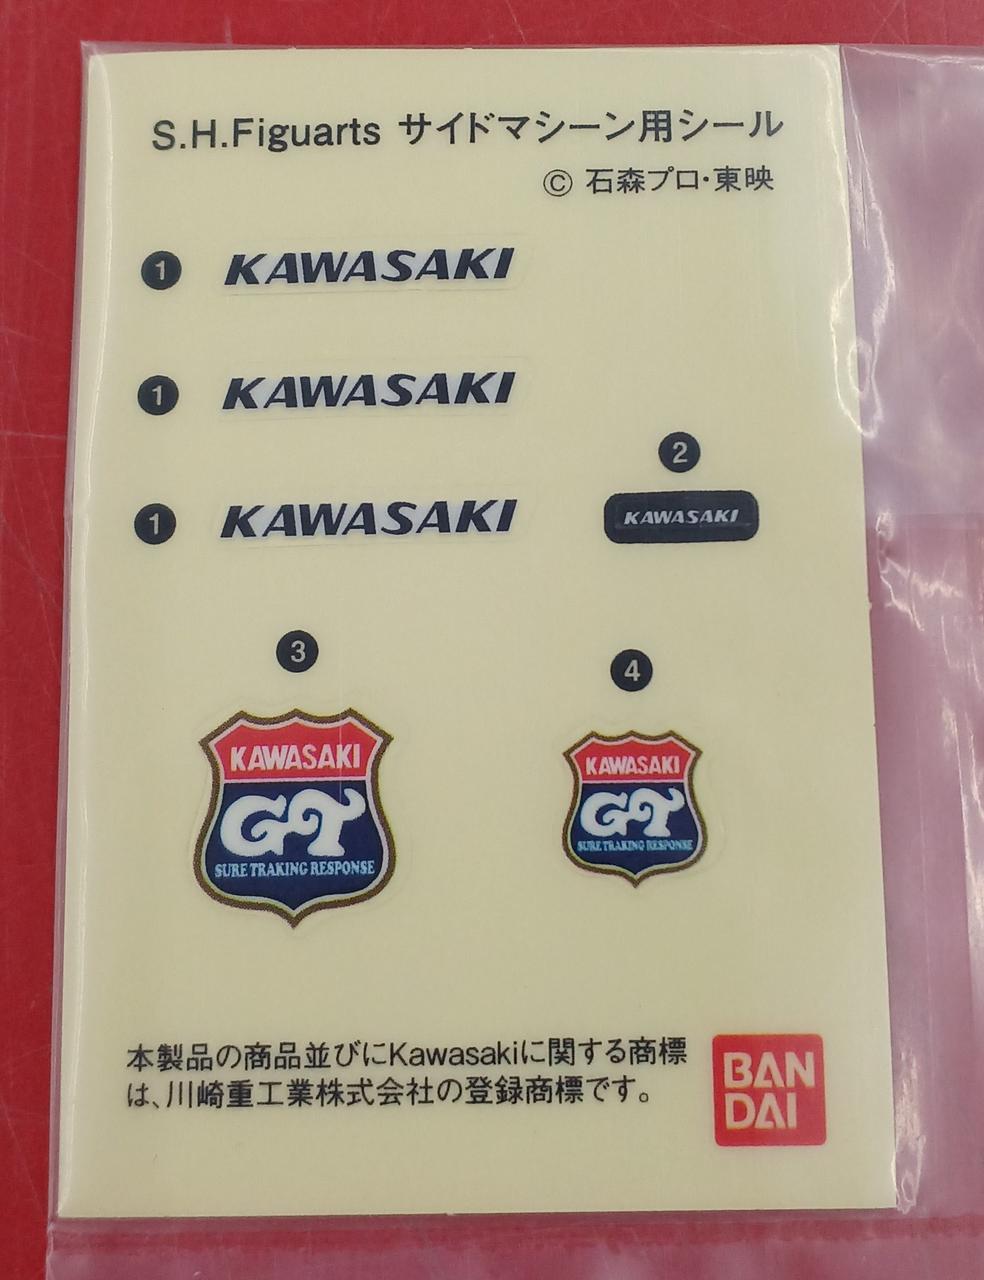 S.H.Figuarts サイドマシーン用シール
© 石森プロ・東映
1 KAWASAKI
1 KAWASAKI
1 KAWASAKI
2
KAWASAKI
3
KAWASAKI
GT
SURE TRAKING RESPONSE
4
KAWASAKI
GT
SURE TRAKING RESPONSE
本製品の商品並びにKawasakiに関する商標
は、川崎重工業株式会社の登録商標です。
BAN
DAI